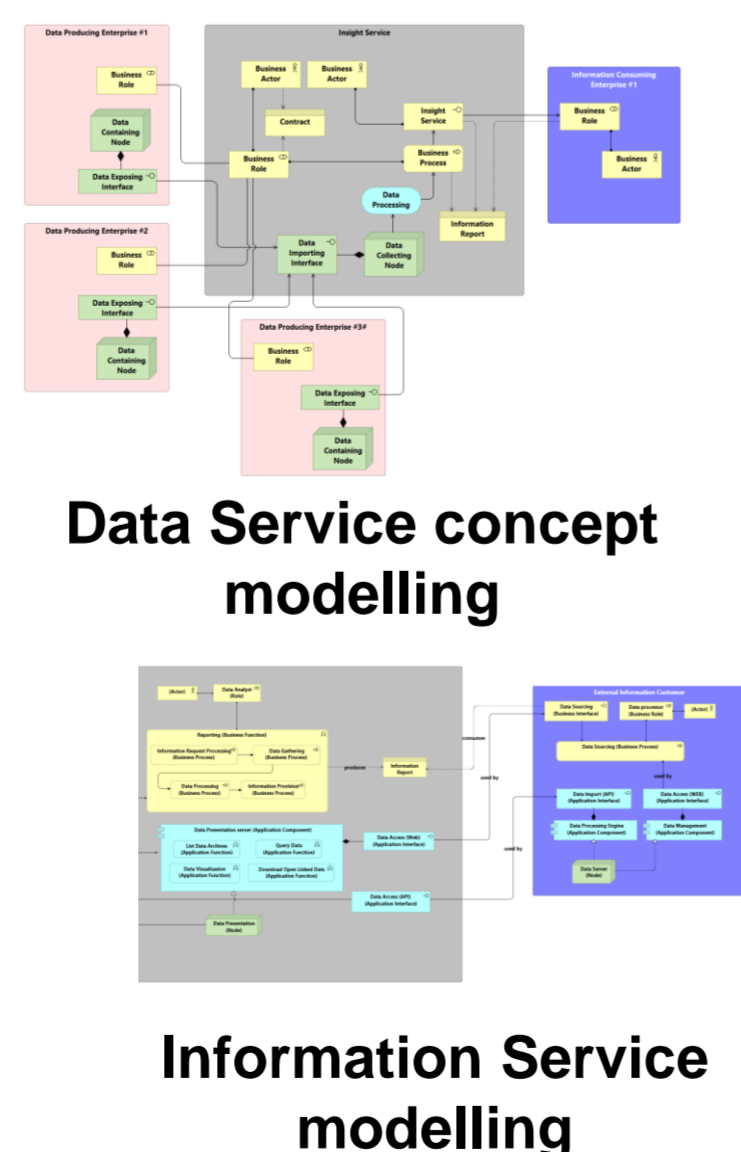 Data Producing Enterprise #1
Business
Role
Data
Containing
Node
Data Exposing
Interface
Data Producing Enterprise #2
Business
Role
Data Exposing
Interface
Data
Containing
Node
Insight Service
Business
Actor
Business
Actor
Contract
Insight
Service
Business
Role
Business
Process
Data
Processing
Information
Report
Data
Importing
Interface
Data
Collecting
Node
Information Consuming
Enterprise #1
Business
Role
Business
Actor
Data Producing Enterprise #3#
Business
Role
Data Exposing
Interface
Data
Containing
Node
Data Service concept
modelling
(Actor)
Data Analyst
(Role)
Reporting (Business Function)
Information Request Processing
(Business Process)
Data Gathering
(Business Process)
Data Processing
(Business Process)
Information Provision
(Business Process)
produces
Information
Report
consumes
used by
used by
Data Presentation server (Application Component)
List Data Archives
(Application Function)
Query Data
(Application Function)
Data Visualisation
(Application Function)
Download Open Linked Data
(Application Function)
Data Access (Web)
(Application Interface)
Data Access (API)
(Application Interface)
Data Presentation
(Node)
External Information Customer
Data Sourcing
(Business Interface)
Data processor
(Business Role)
(Actor)
Data Sourcing (Business Process)
used by
Data Import (API)
(Application Interface)
Data Access (WEB)
(Application Interface)
Data Processing Engine
(Application Component)
Data Management
(Application Component)
Data Server
(Node)
Information Service
modelling